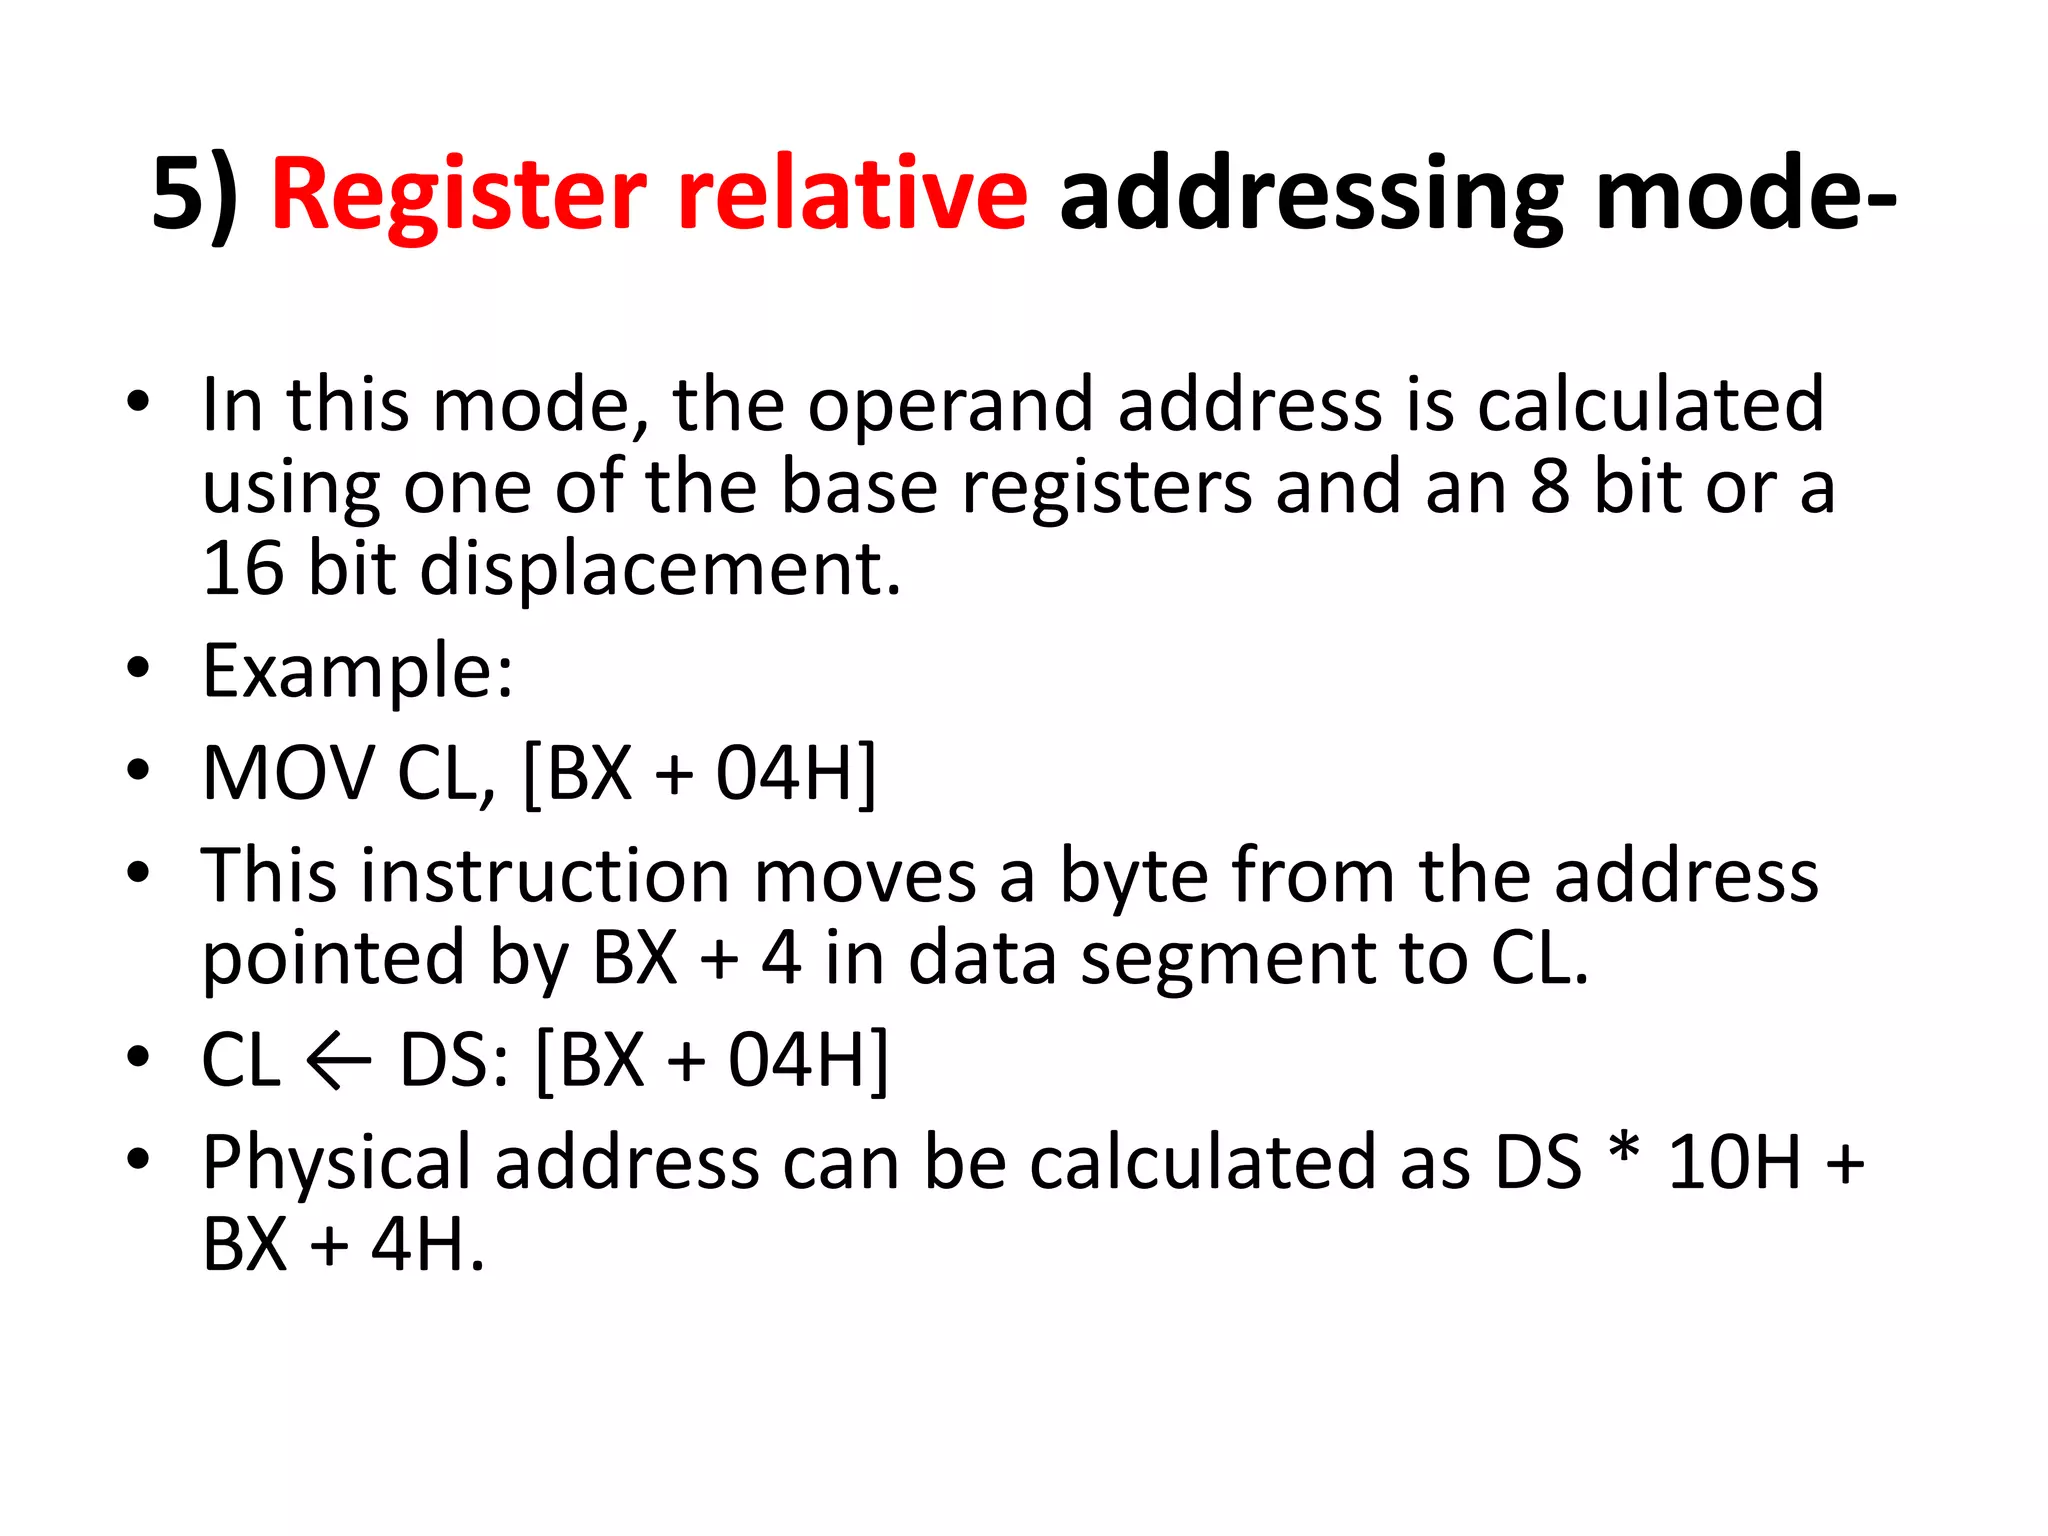 5) Register relative addressing mode-
• In this mode, the operand address is calculated
using one of the base registers and an 8 bit or a
16 bit displacement.
• Example:
• MOV CL, [BX + 04H]
• This instruction moves a byte from the address
pointed by BX + 4 in data segment to CL.
• CL ← DS: [BX + 04H]
• Physical address can be calculated as DS * 10H +
BX + 4H.